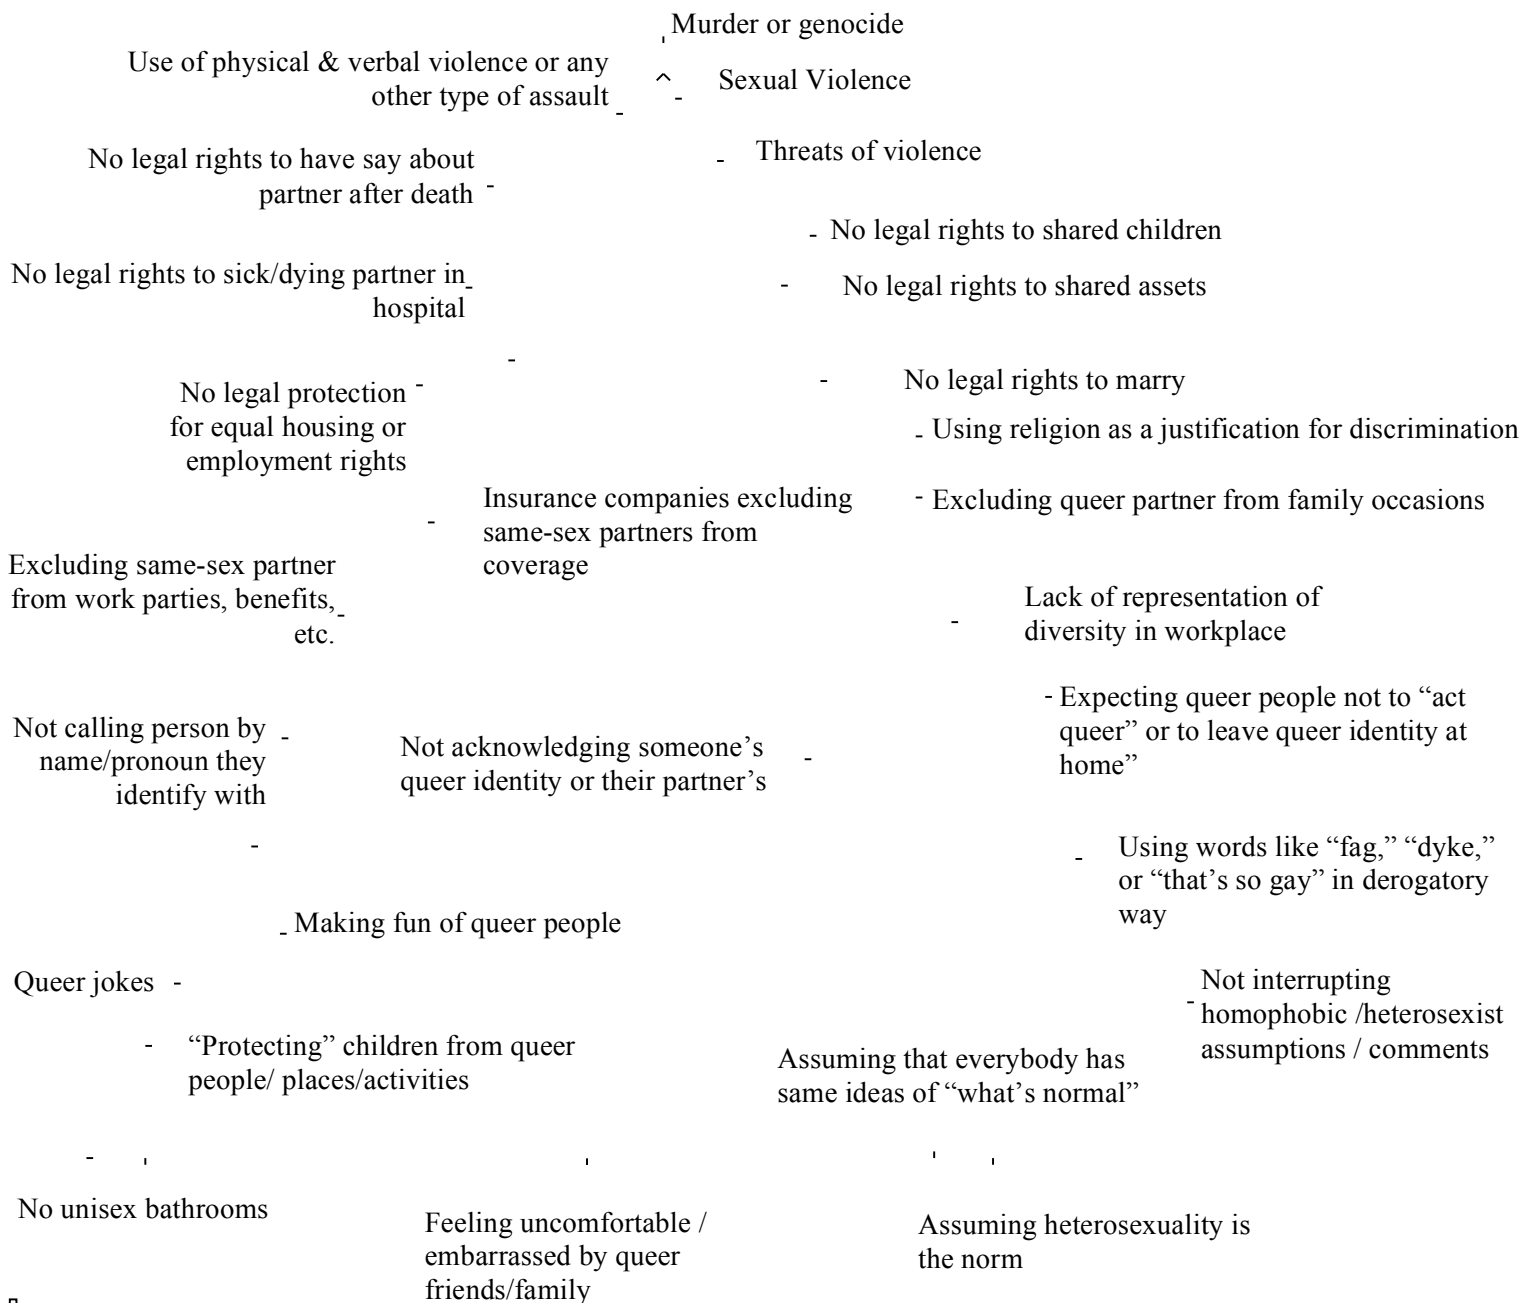 Murder or genocide
Use of physical & verbal violence or any
other type of assault
Sexual Violence
Threats of violence
No legal rights to have say about
partner after death
No legal rights to shared children
No legal rights to sick/dying partner in
hospital
No legal rights to shared assets
No legal rights to marry
No legal protection
for equal housing or
employment rights
Using religion as a justification for discrimination
Insurance companies excluding
same-sex partners from
coverage
Excluding queer partner from family occasions
Excluding same-sex partner
from work parties, benefits,
etc.
Lack of representation of
diversity in workplace
Expecting queer people not to “act
queer” or to leave queer identity at
home”
Not calling person by
name/pronoun they
identify with
Not acknowledging someone’s
queer identity or their partner’s
Using words like “fag,” “dyke,”
or “that’s so gay” in derogatory
way
Making fun of queer people
Queer jokes
Not interrupting
homophobic /heterosexist
assumptions / comments
“Protecting” children from queer
people/ places/activities
Assuming that everybody has
same ideas of “what’s normal”
No unisex bathrooms
Feeling uncomfortable /
embarrassed by queer
friends/family
Assuming heterosexuality is
the norm